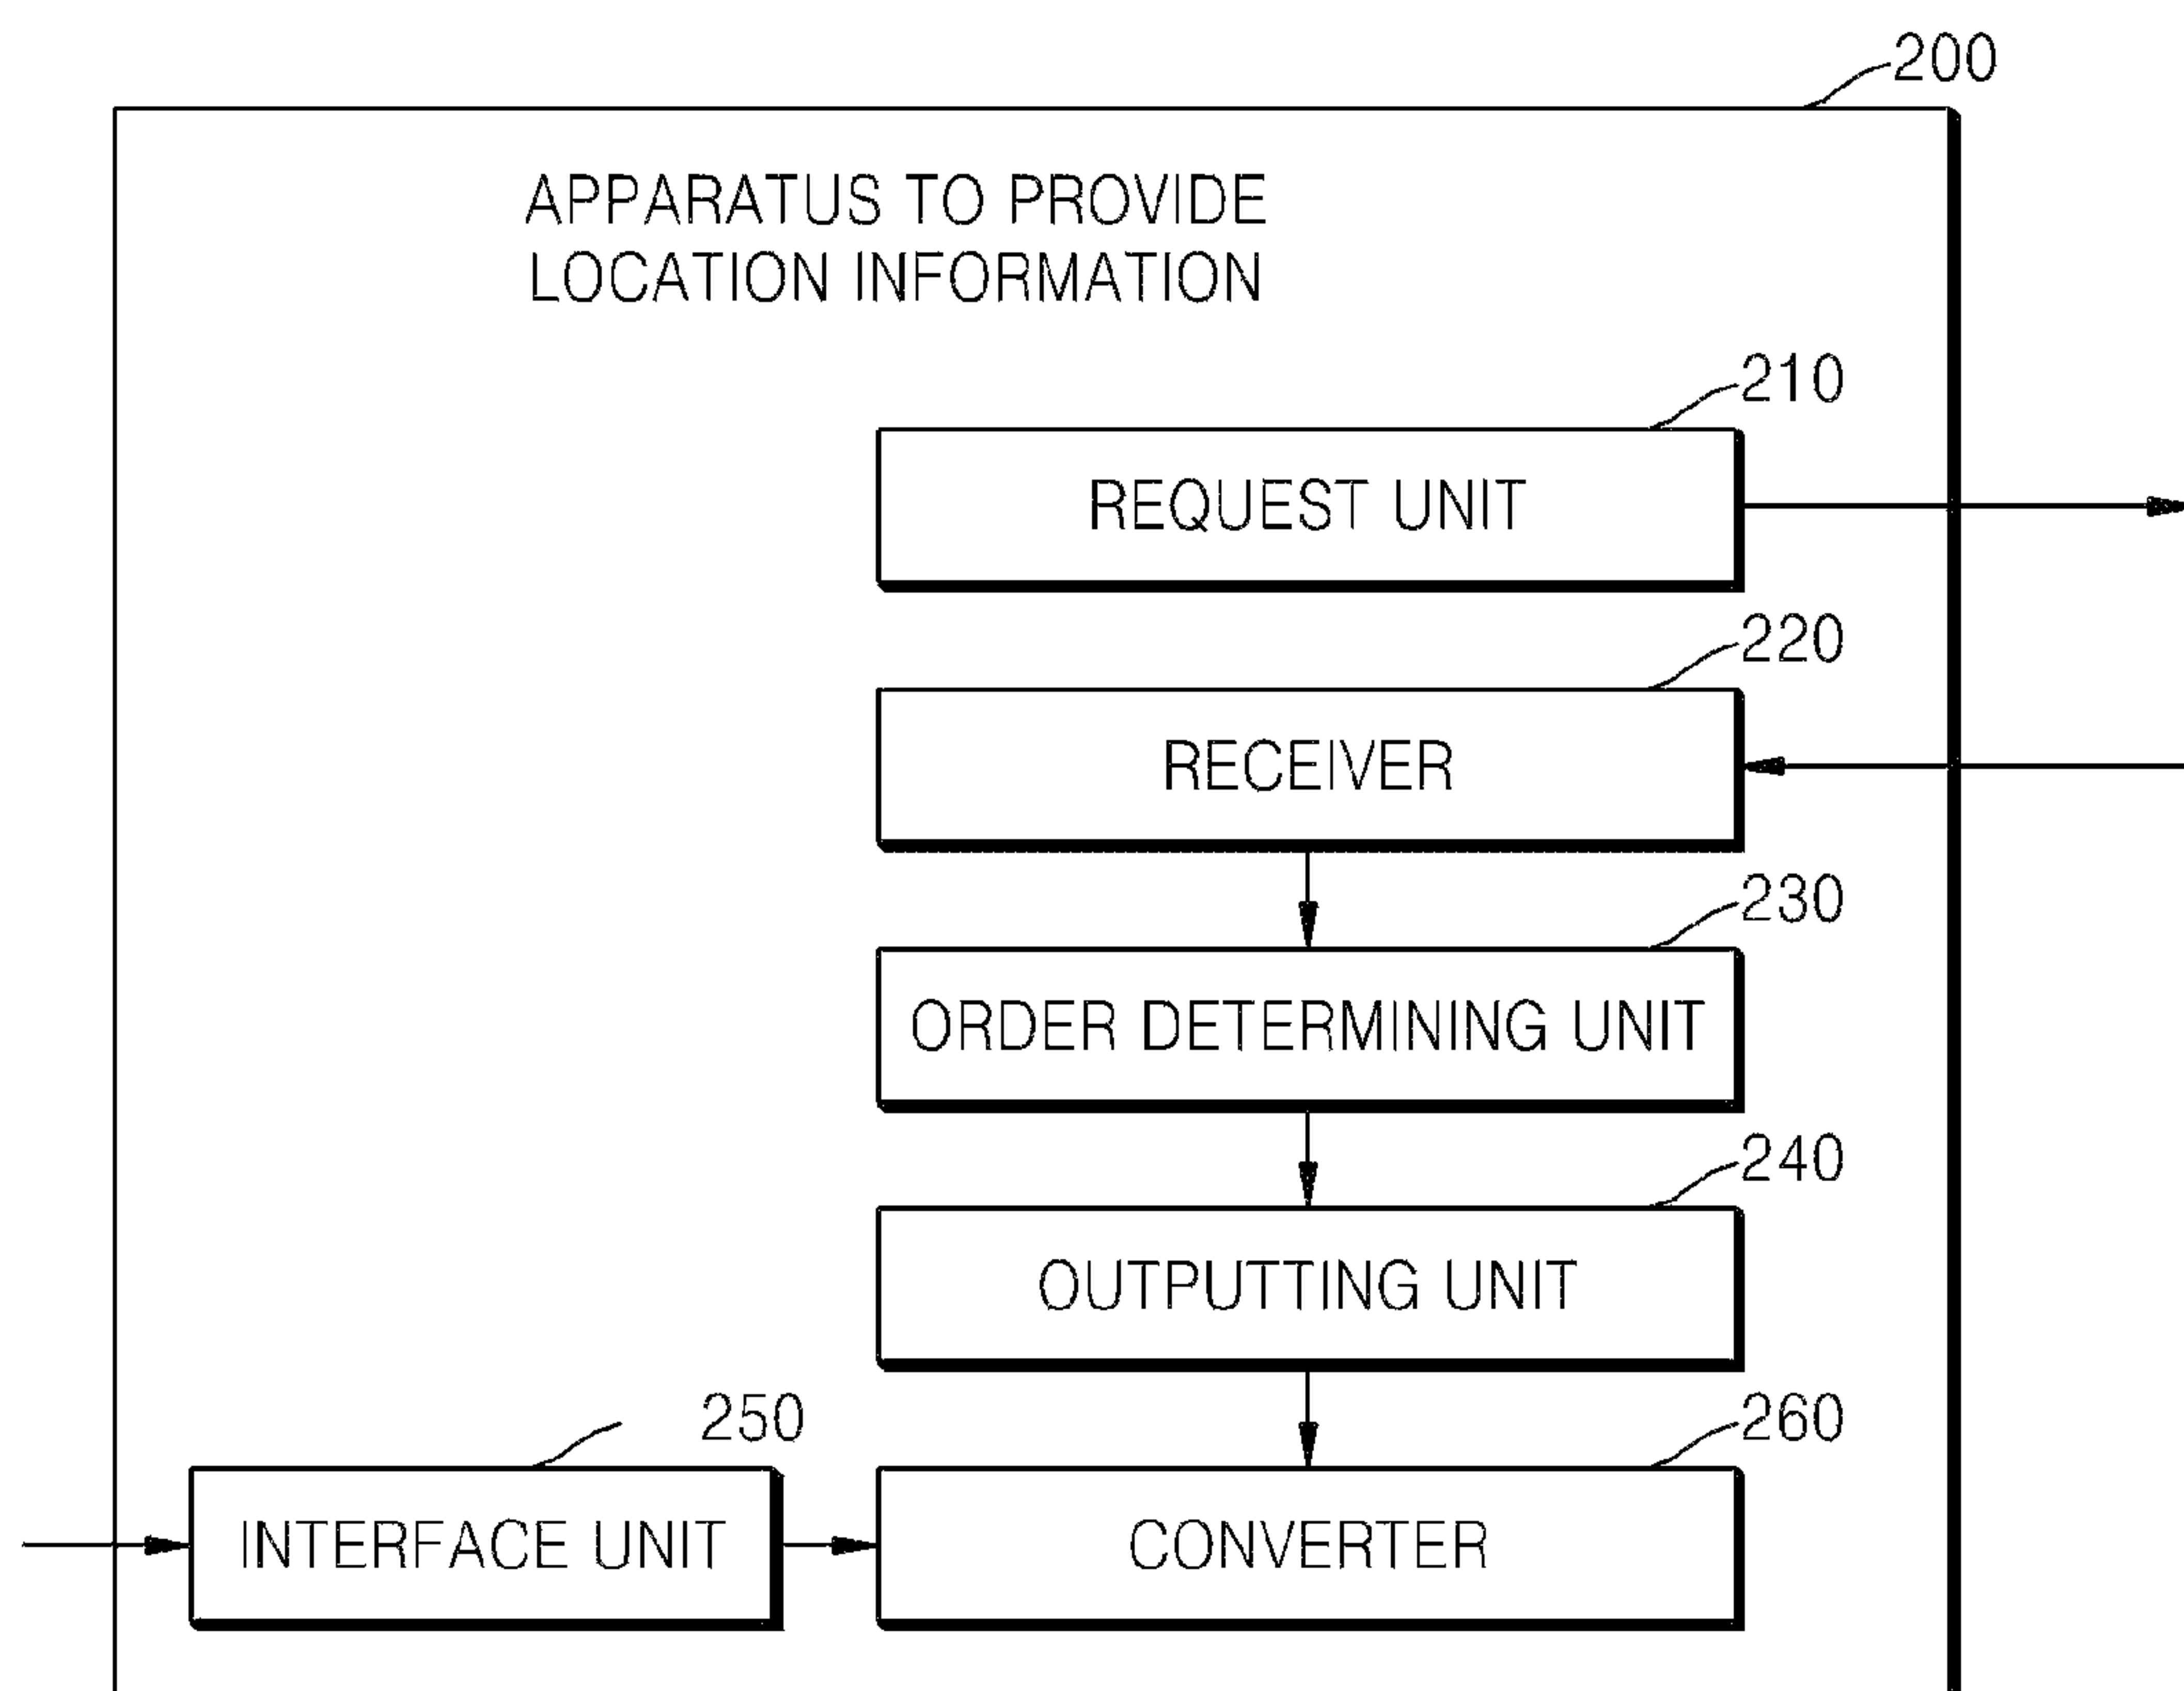 200
APPARATUS TO PROVIDE
LOCATION INFORMATION
210
REQUEST UNIT
220
RECEIVER
230
ORDER DETERMINING UNIT
240
OUTPUTTING UNIT
250
260
INTERFACE UNIT
CONVERTER